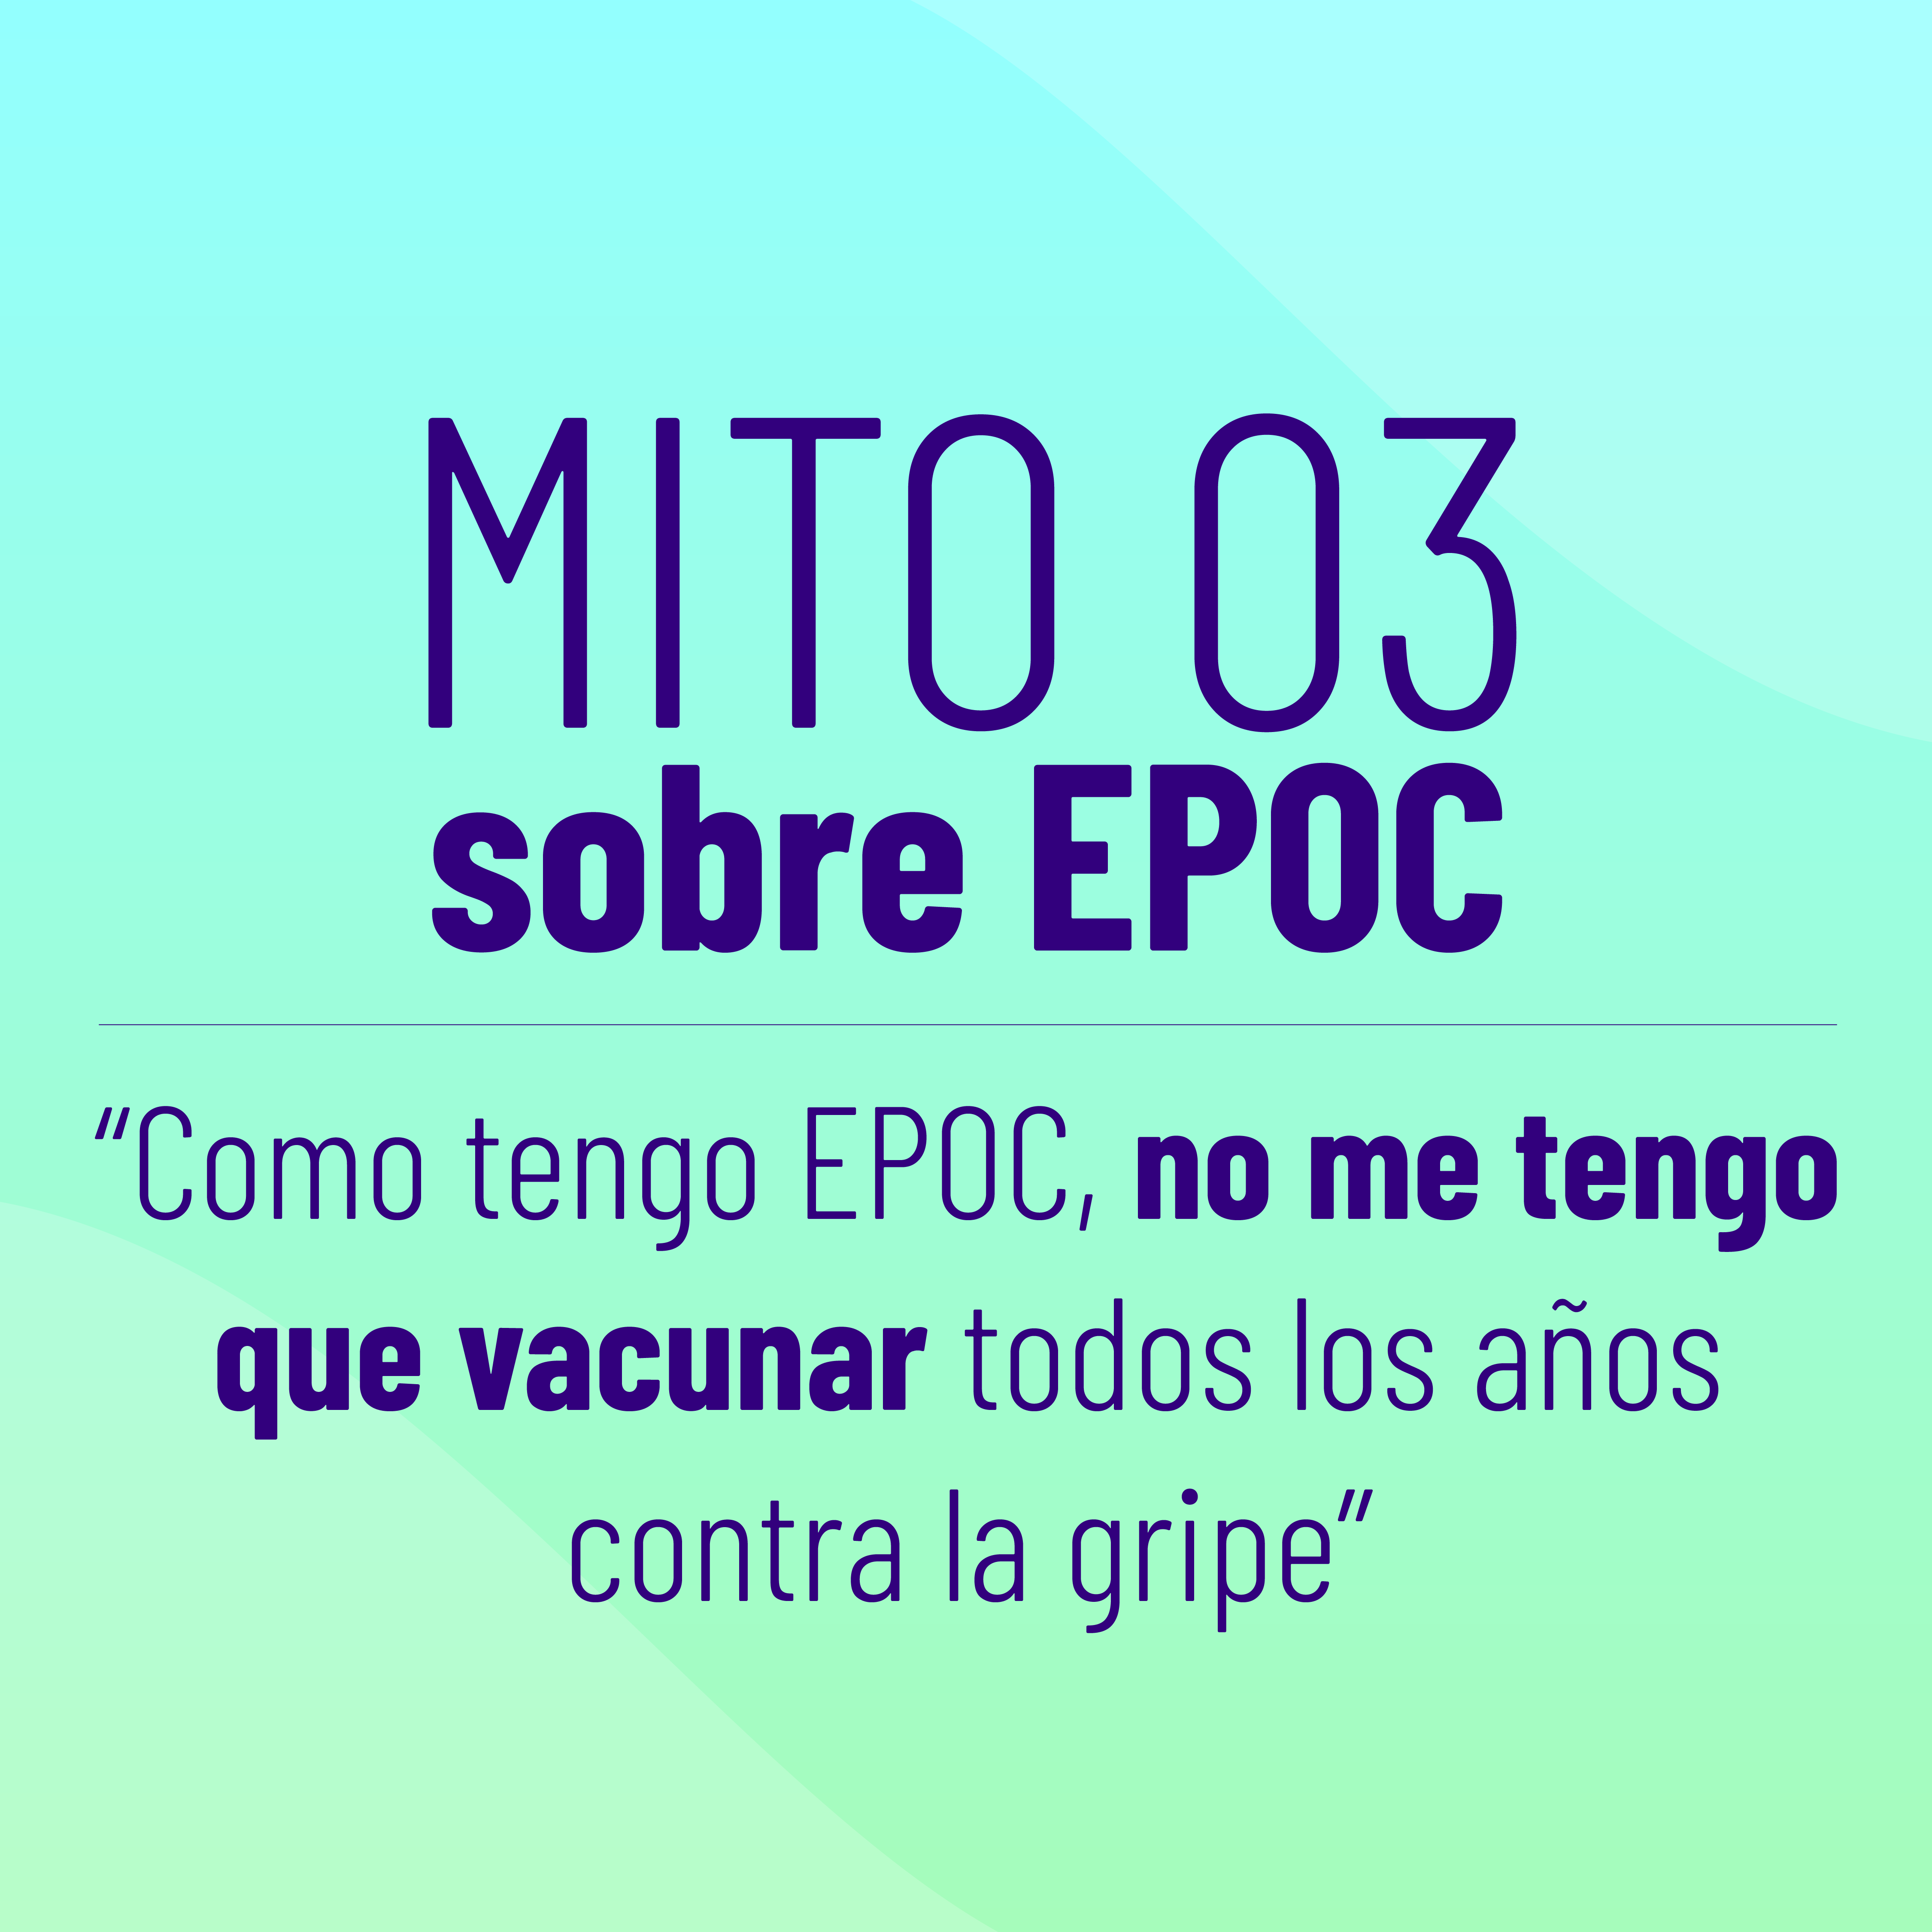 MITO 03
sobre EPOC
“Como tengo EPOC, no me tengo
que vacunar todos los años
contra la gripe”